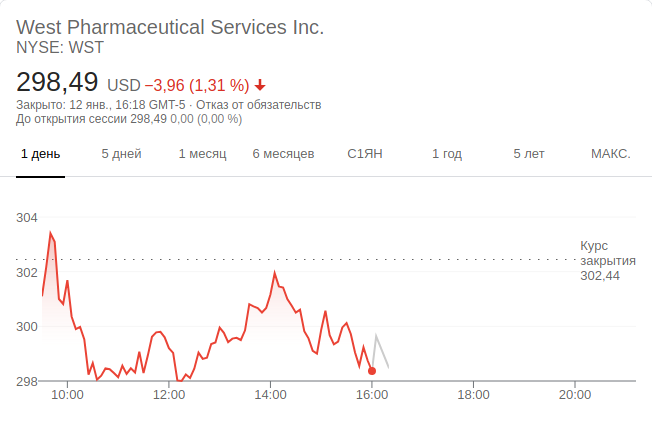 West Pharmaceutical Services Inc.
NYSE: WST
298,49 USD −3,96 (1,31 %)
Закрыто: 12 янв., 16:18 GMT-5 · Отказ от обязательств
До открытия сессии 298,49 0,00 (0,00 %)
1 день 5 дней 1 месяц 6 месяцев С1ЯН 1 год 5 лет МАКС.
304
302
300
298
Курс
закрытия
302,44
10:00 12:00 14:00 16:00 18:00 20:00